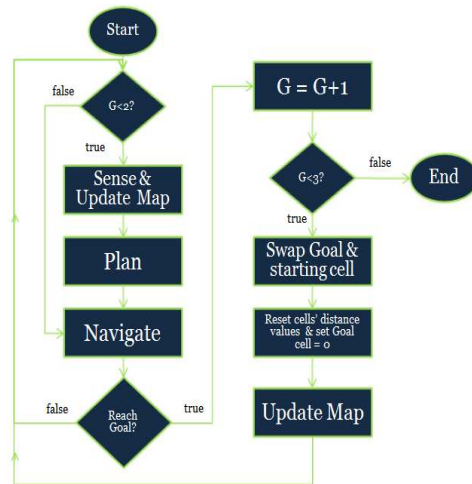 Start
false
G<2?
true
Sense &
Update Map
Plan
Navigate
false
Reach
Goal?
true
G = G+1
G<3?
false
End
true
Swap Goal &
starting cell
Reset cells' distance
values & set Goal
cell = 0
Update Map